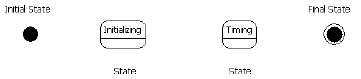 Initial State
Final State
Initializing
Timing
State
State